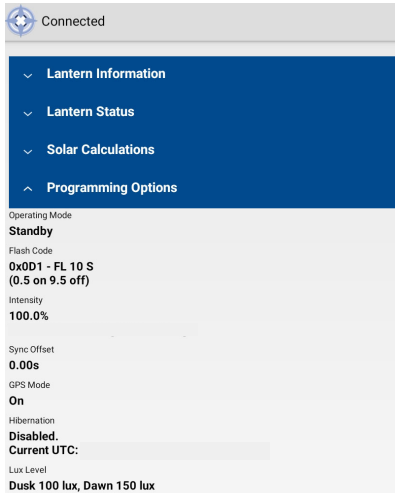 Connected
Lantern Information
Lantern Status
Solar Calculations
Programming Options
Operating Mode
Standby
Flash Code
0x0D1 - FL 10 S
(0.5 on 9.5 off)
Intensity
100.0%
Sync Offset
0.00s
GPS Mode
On
Hibernation
Disabled.
Current UTC:
Lux Level
Dusk 100 lux, Dawn 150 lux